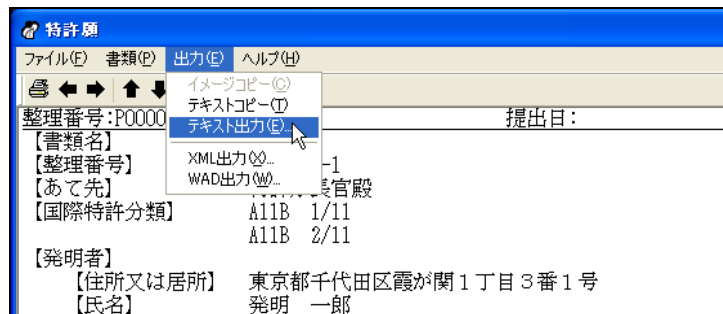 特許願
ファイル(F) 書類(P) 出力(E) ヘルプ(H)
イメージコピー(C)
テキストコピー(T)
テキスト出力(E)...
XML出力(X)...
WAD出力(W)...
整理番号:P0000 提出日:
【書類名】
【整理番号】 -1
【あて先】 長官殿
【国際特許分類】 A11B 1/11
A11B 2/11
【発明者】
【住所又は居所】 東京都千代田区霞が関1丁目3番1号
【氏名】 発明 一郎